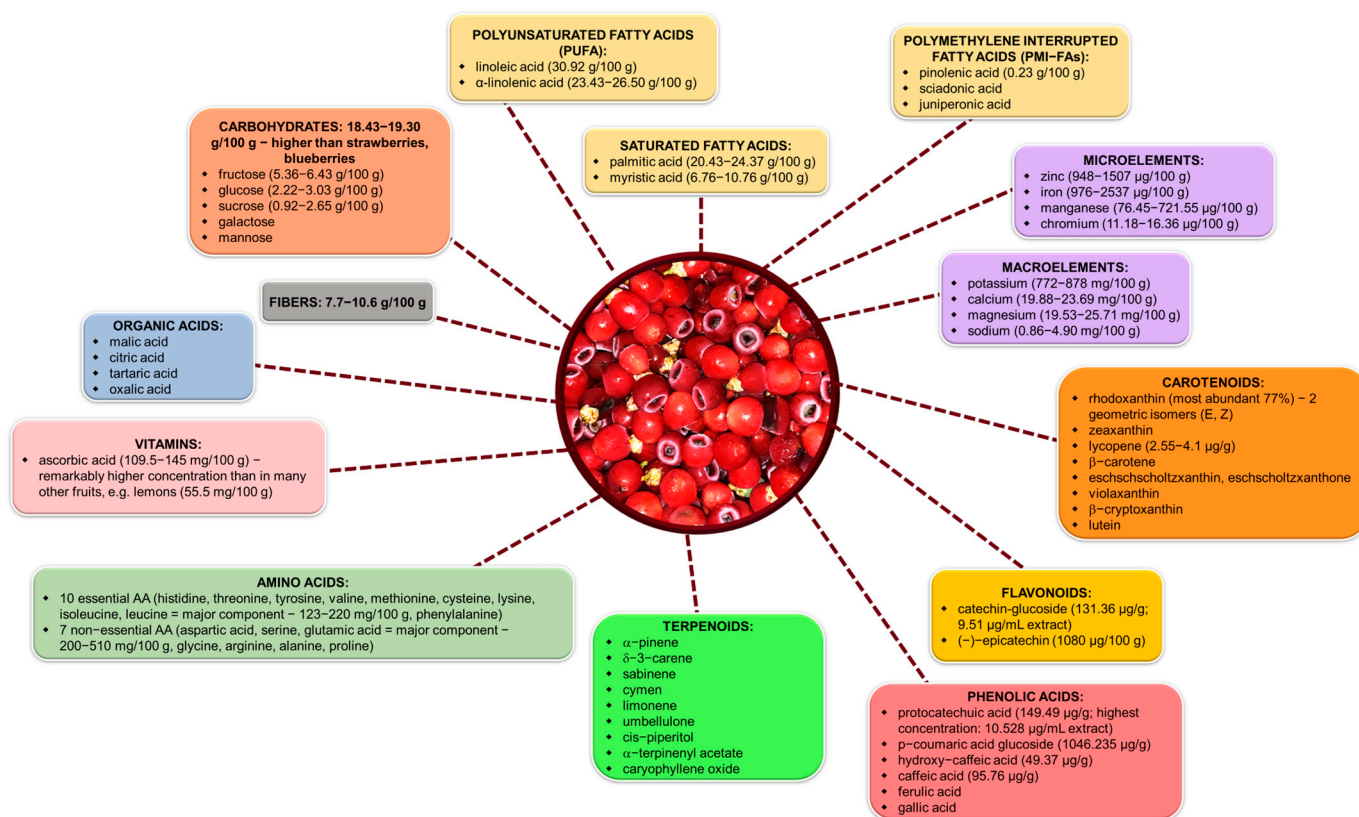 POLYUNSATURATED FATTY ACIDS
(PUFA):
◆ linoleic acid (30.92 g/100 g)
◆ α-linolenic acid (23.43−26.50 g/100 g)
POLYMETHYLENE INTERRUPTED
FATTY ACIDS (PMI−FAs):
◆ pinolenic acid (0.23 g/100 g)
◆ sciadonic acid
◆ juniperonic acid
CARBOHYDRATES: 18.43−19.30
g/100 g − higher than strawberries,
blueberries
◆ fructose (5.36−6.43 g/100 g)
◆ glucose (2.22−3.03 g/100 g)
◆ sucrose (0.92−2.65 g/100 g)
◆ galactose
◆ mannose
SATURATED FATTY ACIDS:
◆ palmitic acid (20.43−24.37 g/100 g)
◆ myristic acid (6.76−10.76 g/100 g)
MICROELEMENTS:
◆ zinc (948−1507 µg/100 g)
◆ iron (976−2537 µg/100 g)
◆ manganese (76.45−721.55 µg/100 g)
◆ chromium (11.18−16.36 µg/100 g)
MACROELEMENTS:
◆ potassium (772−878 mg/100 g)
◆ calcium (19.88−23.69 mg/100 g)
◆ magnesium (19.53−25.71 mg/100 g)
◆ sodium (0.86−4.90 mg/100 g)
FIBERS: 7.7−10.6 g/100 g
ORGANIC ACIDS:
◆ malic acid
◆ citric acid
◆ tartaric acid
◆ oxalic acid
CAROTENOIDS:
◆ rhodoxanthin (most abundant 77%) − 2
geometric isomers (E, Z)
◆ zeaxanthin
◆ lycopene (2.55−4.1 µg/g)
◆ β−carotene
◆ eschschscholtzxanthin, eschscholtzxanthone
◆ violaxanthin
◆ β−cryptoxanthin
◆ lutein
VITAMINS:
◆ ascorbic acid (109.5−145 mg/100 g) −
remarkably higher concentration than in many
other fruits, e.g. lemons (55.5 mg/100 g)
AMINO ACIDS:
◆ 10 essential AA (histidine, threonine, tyrosine, valine, methionine, cysteine, lysine,
isoleucine, leucine = major component − 123−220 mg/100 g, phenylalanine)
◆ 7 non−essential AA (aspartic acid, serine, glutamic acid = major component −
200−510 mg/100 g, glycine, arginine, alanine, proline)
TERPENOIDS:
◆ α−pinene
◆ δ−3−carene
◆ sabinene
◆ cymen
◆ limonene
◆ umbellulone
◆ cis−piperitol
◆ α−terpinenyl acetate
◆ caryophyllene oxide
FLAVONOIDS:
◆ catechin-glucoside (131.36 µg/g;
9.51 µg/mL extract)
◆ (−)−epicatechin (1080 µg/100 g)
PHENOLIC ACIDS:
◆ protocatechuic acid (149.49 µg/g; highest
concentration: 10.528 µg/mL extract)
◆ p−coumaric acid glucoside (1046.235 µg/g)
◆ hydroxy−caffeic acid (49.37 µg/g)
◆ caffeic acid (95.76 µg/g)
◆ ferulic acid
◆ gallic acid